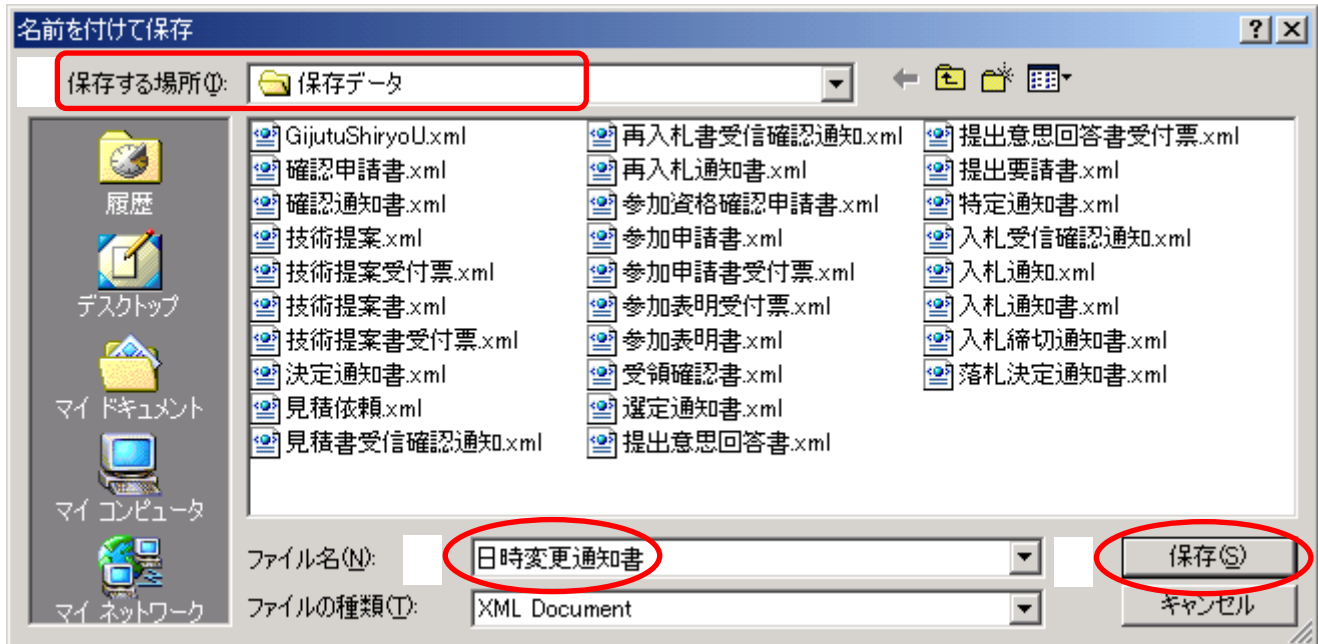 名前を付けて保存
保存する場所(I): 保存データ
履歴
デスクトップ
マイ ドキュメント
マイ コンピュータ
マイ ネットワーク
GijutuShiryoU.xml
確認申請書.xml
確認通知書.xml
技術提案.xml
技術提案受付票.xml
技術提案書.xml
技術提案書受付票.xml
決定通知書.xml
見積依頼.xml
見積書受信確認通知.xml
再入札書受信確認通知.xml
再入札通知書.xml
参加資格確認申請書.xml
参加申請書.xml
参加申請書受付票.xml
参加表明受付票.xml
参加表明書.xml
受領確認書.xml
選定通知書.xml
提出意思回答書.xml
提出意思回答書受付票.xml
提出要請書.xml
特定通知書.xml
入札受信確認通知.xml
入札通知.xml
入札通知書.xml
入札締切通知書.xml
落札決定通知書.xml
ファイル名(N): 日時変更通知書 保存(S)
ファイルの種類(T): XML Document キャンセル